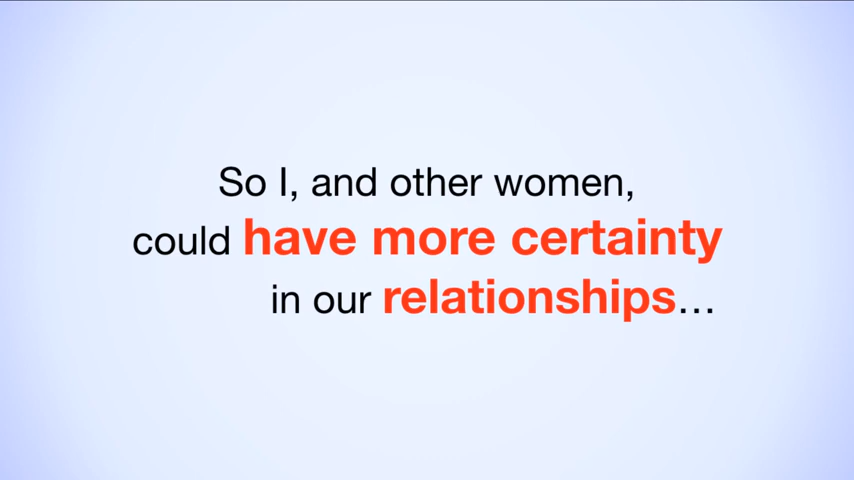 So I, and other women,
could have more certainty
in our relationships...